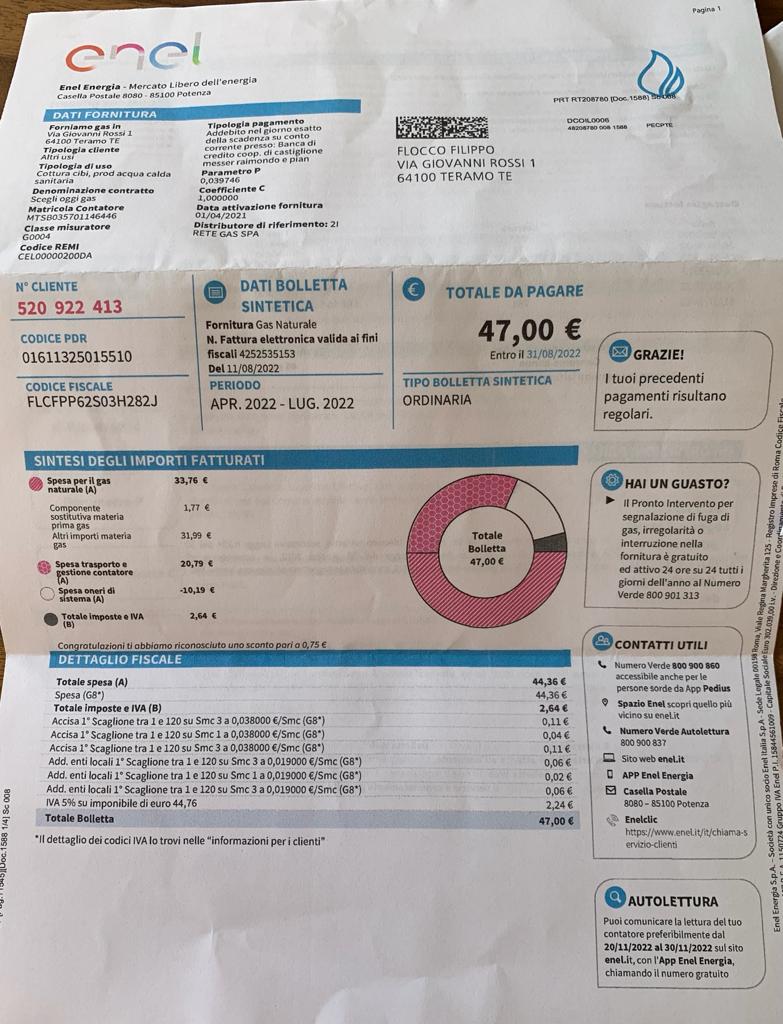 Pagina 1
enel
Enel Energia - Mercato Libero dell'energia
Casella Postale 8080 - 85100 Potenza
PRT RT208780 [Doc.1588] Sc 008
DATI FORNITURA
Forniamo gas in
Via Giovanni Rossi 1
64100 Teramo TE
Tipologia cliente
Altri usi
Tipologia di uso
Cottura cibi, prod acqua calda
sanitaria
Denominazione contratto
Scegli oggi gas
Matricola Contatore
MTSB035701146446
Classe misuratore
G0004
Codice REMI
CEL00000200DA
Tipologia pagamento
Addebito nel giorno esatto
della scadenza su conto
corrente presso: Banca di
credito coop. di castiglione
messer raimondo e pian
Parametro P
0,039746
Coefficiente C
1,000000
Data attivazione fornitura
01/04/2021
Distributore di riferimento: 2I
RETE GAS SPA
DCOIL0006
48208780 008 1588 PECPTE
FLOCCO FILIPPO
VIA GIOVANNI ROSSI 1
64100 TERAMO TE
N° CLIENTE
520 922 413
CODICE PDR
01611325015510
CODICE FISCALE
FLCFPP62S03H282J
DATI BOLLETTA
SINTETICA
Fornitura Gas Naturale
N. Fattura elettronica valida ai fini
fiscali 4252535153
Del 11/08/2022
PERIODO
APR. 2022 - LUG. 2022
€
TOTALE DA PAGARE
47,00 €
Entro il 31/08/2022
TIPO BOLLETTA SINTETICA
ORDINARIA
GRAZIE!
I tuoi precedenti
pagamenti risultano
regolari.
SINTESI DEGLI IMPORTI FATTURATI
Spesa per il gas 33,76 €
naturale (A)
Componente 1,77 €
sostitutiva materia
prima gas
Altri importi materia 31,99 €
gas
Spesa trasporto e 20,79 €
gestione contatore
(A)
Spesa oneri di -10,19 €
sistema (A)
Totale imposte e IVA 2,64 €
(B)
Totale
Bolletta
47,00 €
Congratulazioni ti abbiamo riconosciuto uno sconto pari a 0,75 €
HAI UN GUASTO?
Il Pronto Intervento per
segnalazione di fuga di
gas, irregolarità o
interruzione nella
fornitura è gratuito
ed attivo 24 ore su 24 tutti i
giorni dell'anno al Numero
Verde 800 901 313
DETTAGLIO FISCALE
Totale spesa (A) 44,36 €
Spesa (G8*) 44,36 €
Totale imposte e IVA (B) 2,64 €
Accisa 1° Scaglione tra 1 e 120 su Smc 3 a 0,038000 €/Smc (G8*) 0,11 €
Accisa 1° Scaglione tra 1 e 120 su Smc 1 a 0,038000 €/Smc (G8*) 0,04 €
Accisa 1° Scaglione tra 1 e 120 su Smc 3 a 0,038000 €/Smc (G8*) 0,11 €
Add. enti locali 1° Scaglione tra 1 e 120 su Smc 3 a 0,019000 €/Smc (G8*) 0,06 €
Add. enti locali 1° Scaglione tra 1 e 120 su Smc 1 a 0,019000 €/Smc (G8*) 0,02 €
Add. enti locali 1° Scaglione tra 1 e 120 su Smc 3 a 0,019000 €/Smc (G8*) 0,06 €
IVA 5% su imponibile di euro 44,76 2,24 €
Totale Bolletta 47,00 €
*Il dettaglio dei codici IVA lo trovi nelle "informazioni per i clienti"
CONTATTI UTILI
Numero Verde 800 900 860
accessibile anche per le
persone sorde da App Pedius
Spazio Enel scopri quello più
vicino su enel.it
Numero Verde Autolettura
800 900 837
Sito web enel.it
APP Enel Energia
Casella Postale
8080 - 85100 Potenza
Enelclic
https://www.enel/it/chiama-s
ervizio-clienti
AUTOLETTURA
Puoi comunicare la lettura del tuo
contatore preferibilmente dal
20/11/2022 al 30/11/2022 sul sito
enel.it, con l'App Enel Energia,
chiamando il numero gratuito
[Doc.1588 1/4] Sc 008
Enel Energia S.p.A. - Società con unico socio Enel Italia S.p.A - Sede Legale 00198 Roma, Viale Regina Margherita 125 - Registro Imprese di Roma Codice
Gruppo IVA Enel P.I. 15844561009 - Capitale Sociale Euro 302.039,00 i.v. - Direzione e